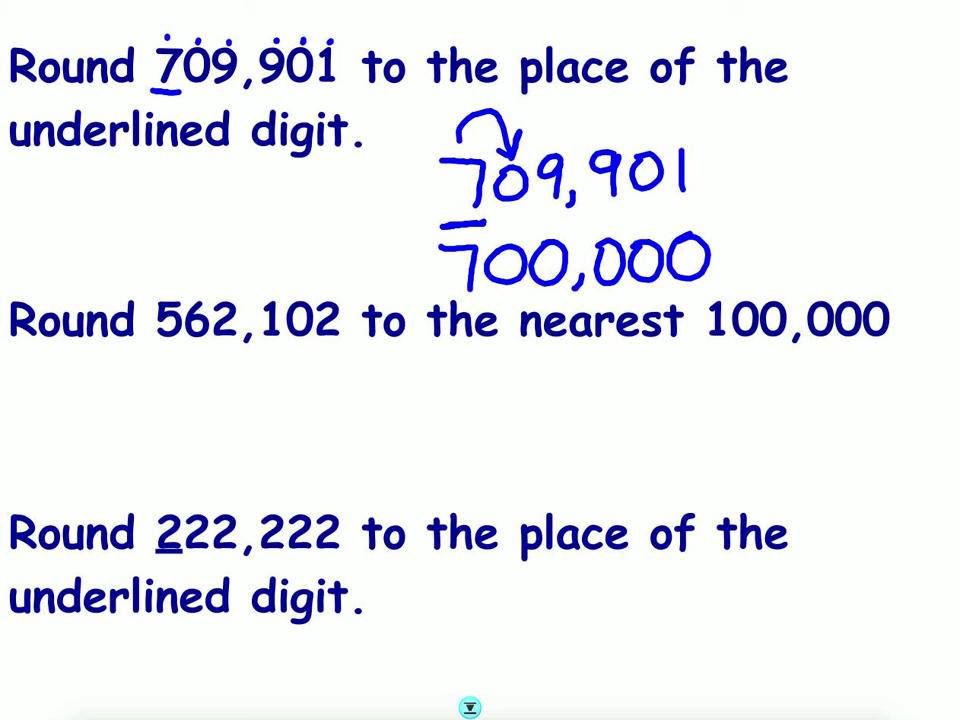 Round 709,901 to the place of the
underlined digit.
709,901
700,000
Round 562,102 to the nearest 100,000
Round 222,222 to the place of the
underlined digit.